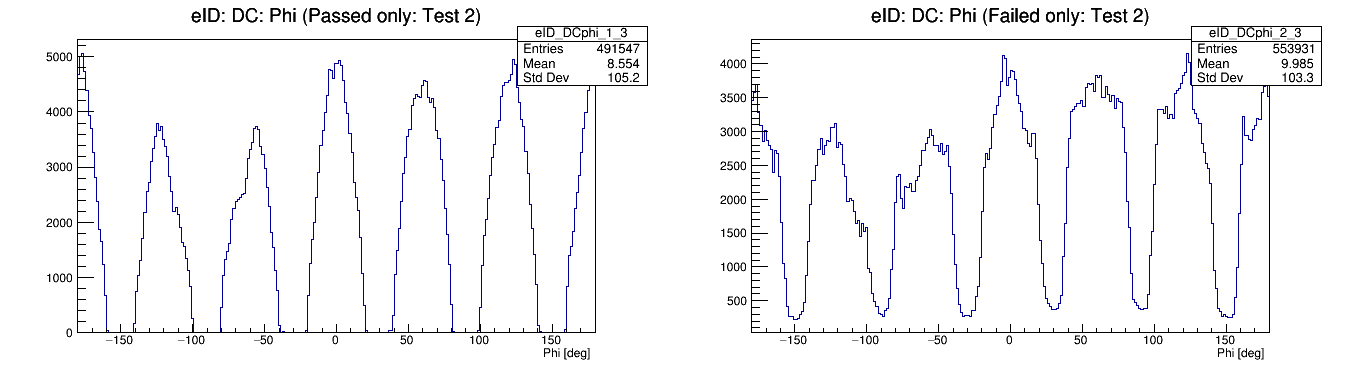 eID: DC: Phi (Passed only: Test 2)
eID_DCphi_1_3
Entries 491547
Mean 8.554
Std Dev 105.2
5000
4000
3000
2000
1000
0
−150 −100 −50 0 50 100 150
Phi [deg]
eID: DC: Phi (Failed only: Test 2)
eID_DCphi_2_3
Entries 553931
Mean 9.985
Std Dev 103.3
4000
3500
3000
2500
2000
1500
1000
500
−150 −100 −50 0 50 100 150
Phi [deg]